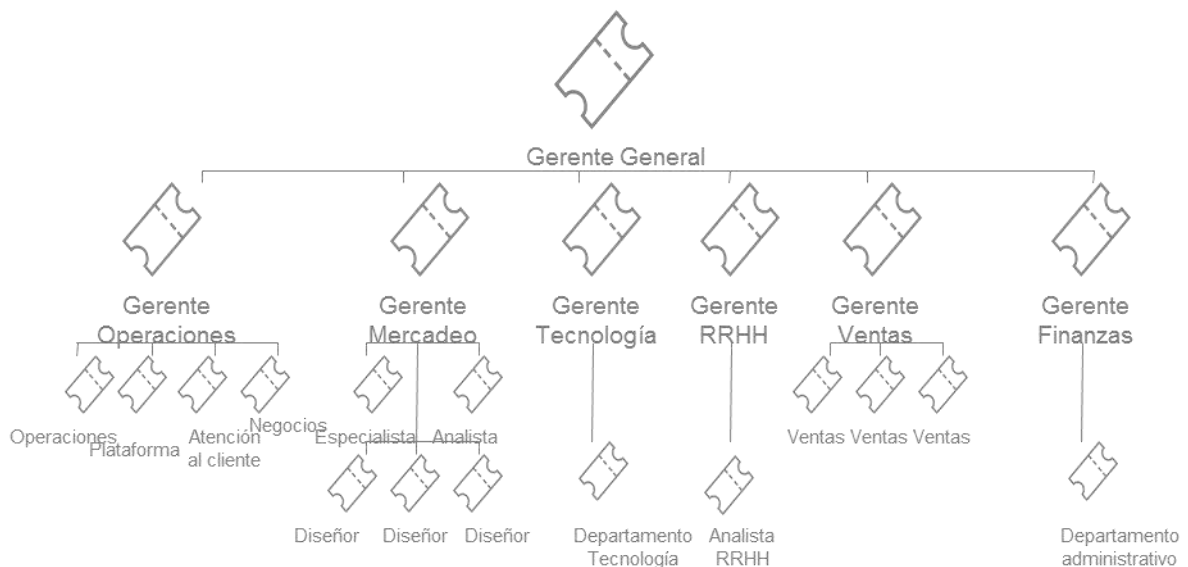 Gerente General
Gerente
Operaciones
Gerente
Mercadeo
Gerente
Tecnología
Gerente
RRHH
Gerente
Ventas
Gerente
Finanzas
Operaciones
Plataforma
Atención
al cliente
Negocios
Especialista
Analista
Ventas
Ventas
Ventas
Diseñor
Diseñor
Diseñor
Departamento
Tecnología
Analista
RRHH
Departamento
administrativo